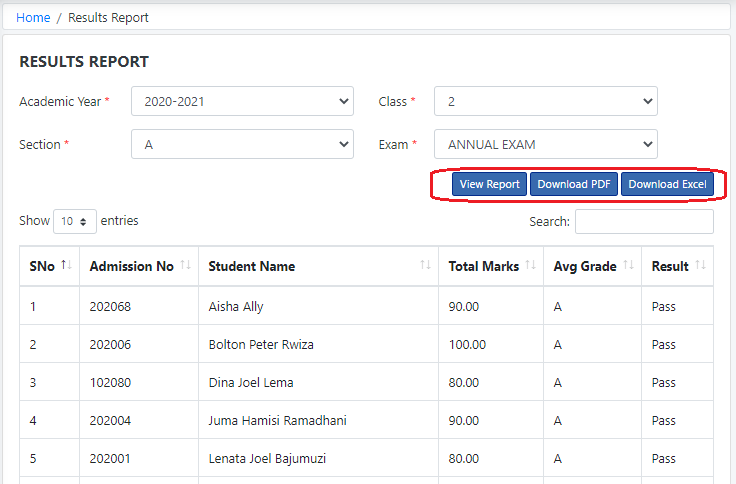 Home / Results Report
RESULTS REPORT
Academic Year * 2020-2021 Class * 2
Section * A Exam * ANNUAL EXAM
View Report Download PDF Download Excel
Show 10 entries Search:
SNo Admission No Student Name Total Marks Avg Grade Result
1 202068 Aisha Ally 90.00 A Pass
2 202006 Bolton Peter Rwiza 100.00 A Pass
3 102080 Dina Joel Lema 80.00 A Pass
4 202004 Juma Hamisi Ramadhani 90.00 A Pass
5 202001 Lenata Joel Bajumuzi 80.00 A Pass